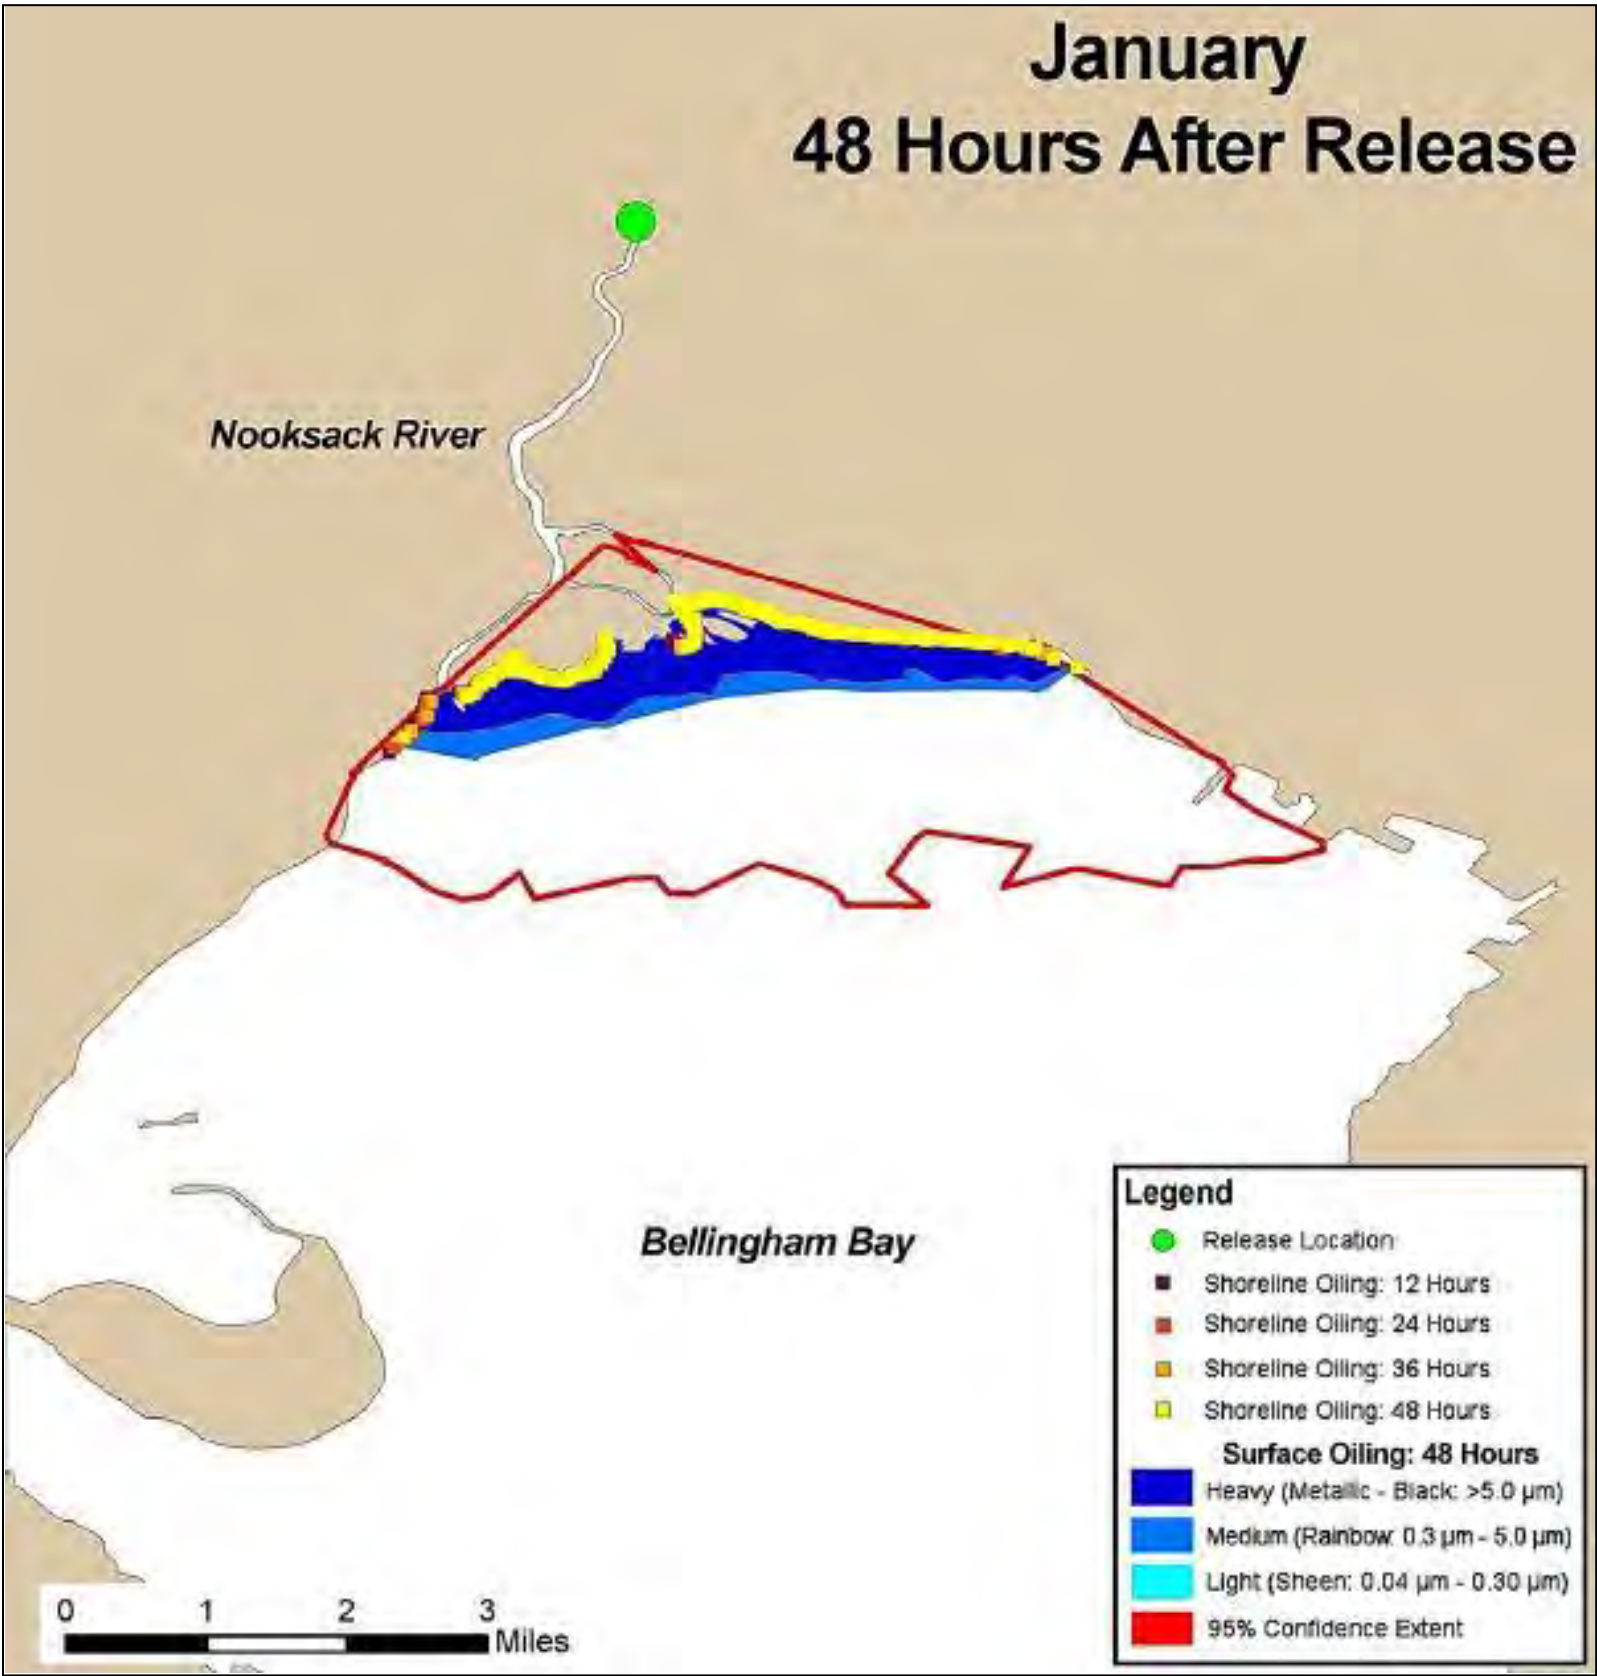 January
48 Hours After Release
Nooksack River
Bellingham Bay
Legend
Release Location
Shoreline Oiling: 12 Hours
Shoreline Oiling: 24 Hours
Shoreline Oiling: 36 Hours
Shoreline Oiling: 48 Hours
Surface Oiling: 48 Hours
Heavy (Metallic - Black: >5.0 µm)
Medium (Rainbow: 0.3 µm - 5.0 µm)
Light (Sheen: 0.04 µm - 0.30 µm)
95% Confidence Extent
0 1 2 3
Miles